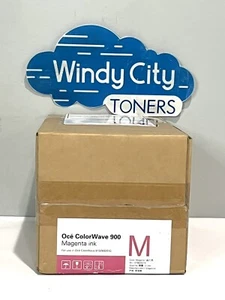 Windy City
TONERS
Océ ColorWave 900
Magenta ink
M